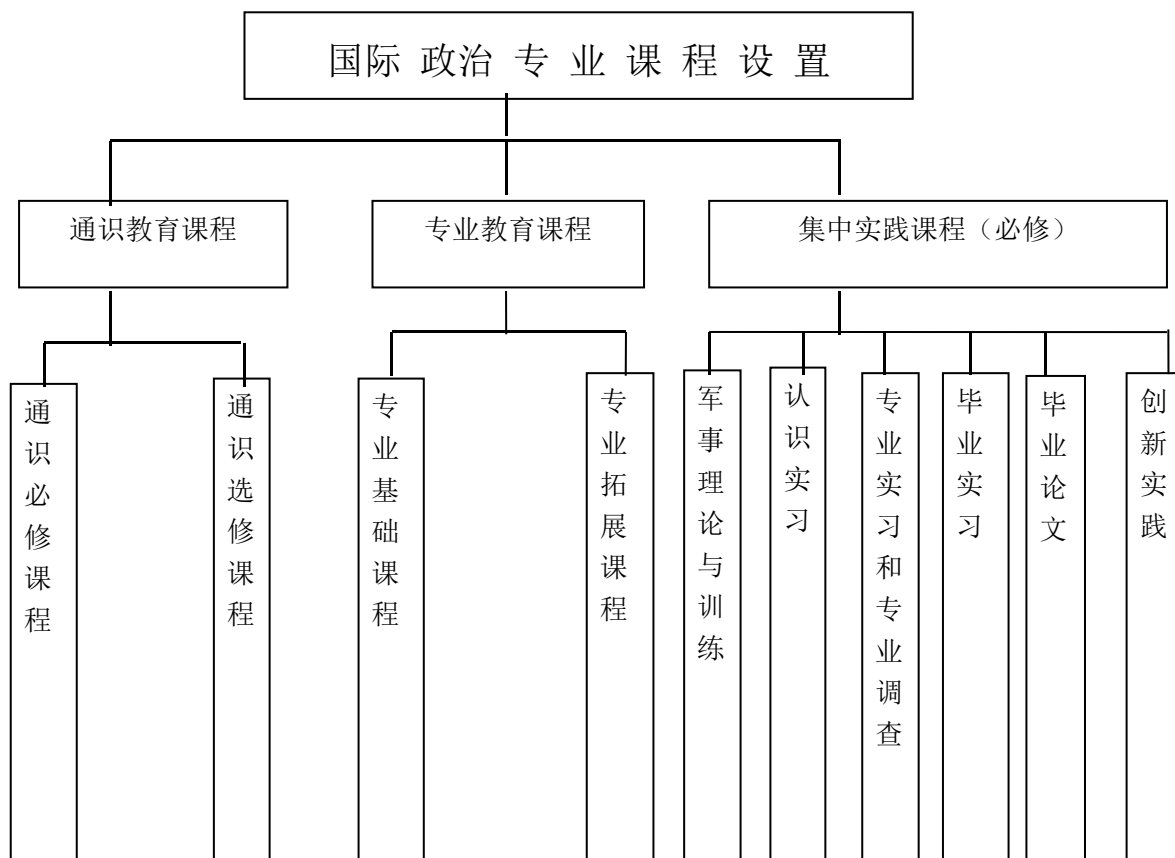 国际 政治 专 业 课 程 设 置
通识教育课程
专业教育课程
集中实践课程（必修）
通识必修课程
通识选修课程
专业基础课程
专业拓展课程
军事理论与训练
认识实习
专业实习和专业调查
毕业实习
毕业论文
创新实践